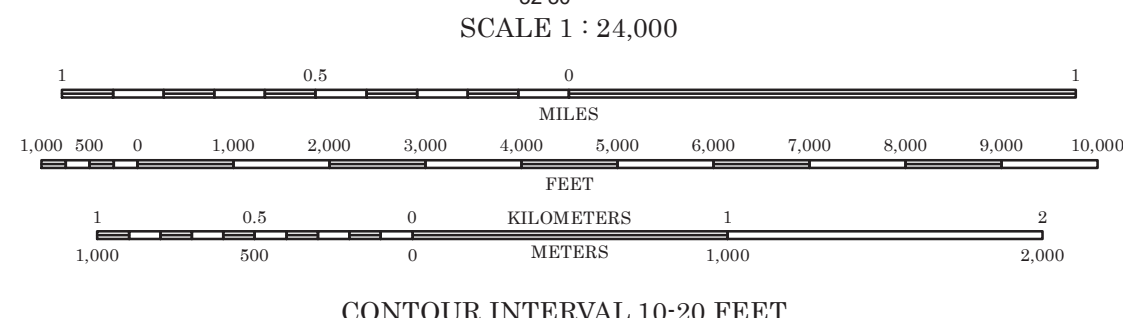 SCALE 1 : 24,000
1 0.5 0 1
MILES
1,000 500 0 1,000 2,000 3,000 4,000 5,000 6,000 7,000 8,000 9,000 10,000
FEET
1 0.5 0 KILOMETERS 1 2
1,000 500 0 METERS 1,000 2,000
CONTOUR INTERVAL 10-20 FEET